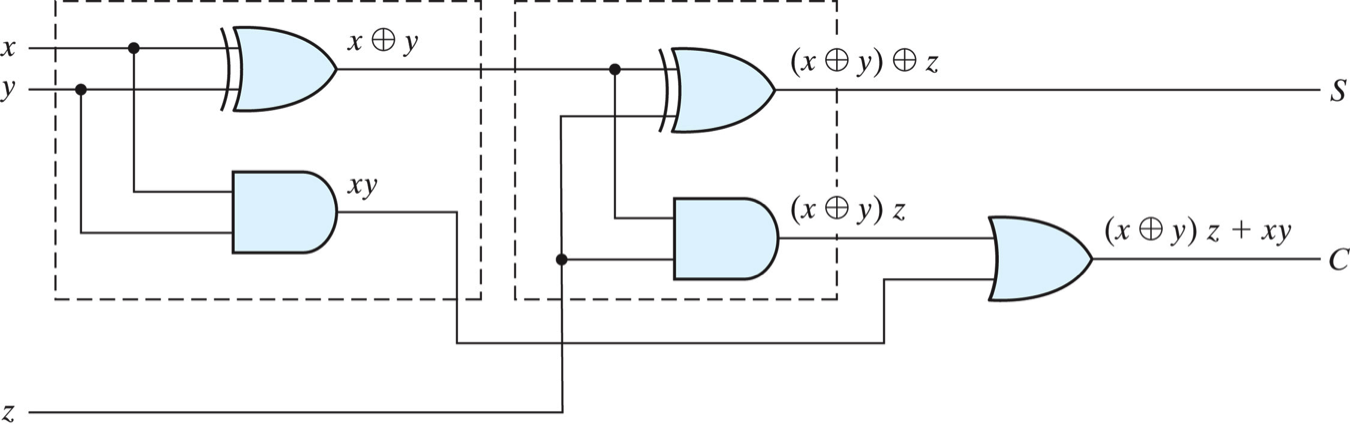 x
y
x ⊕ y
xy
(x ⊕ y) ⊕ z
S
(x ⊕ y) z
(x ⊕ y) z + xy
C
z